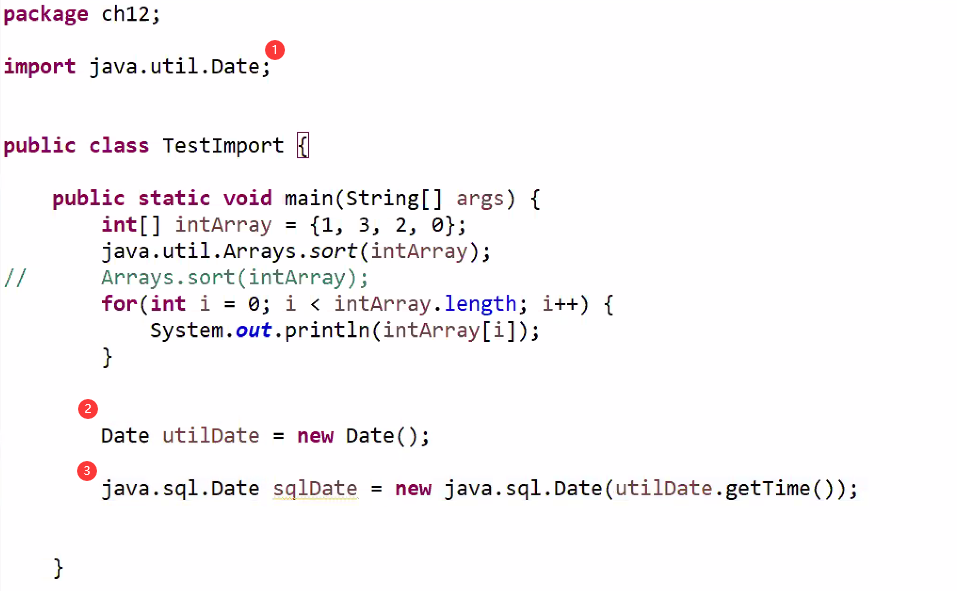 package ch12;
1
import java.util.Date;
public class TestImport {
public static void main(String[] args) {
int[] intArray = {1, 3, 2, 0};
java.util.Arrays.sort(intArray);
// Arrays.sort(intArray);
for(int i = 0; i < intArray.length; i++) {
System.out.println(intArray[i]);
}
2
Date utilDate = new Date();
3
java.sql.Date sqlDate = new java.sql.Date(utilDate.getTime());
}